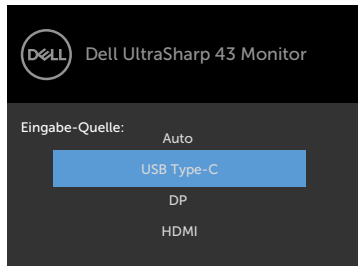 DELL
Dell UltraSharp 43 Monitor
Eingabe-Quelle:
Auto
USB Type-C
DP
HDMI